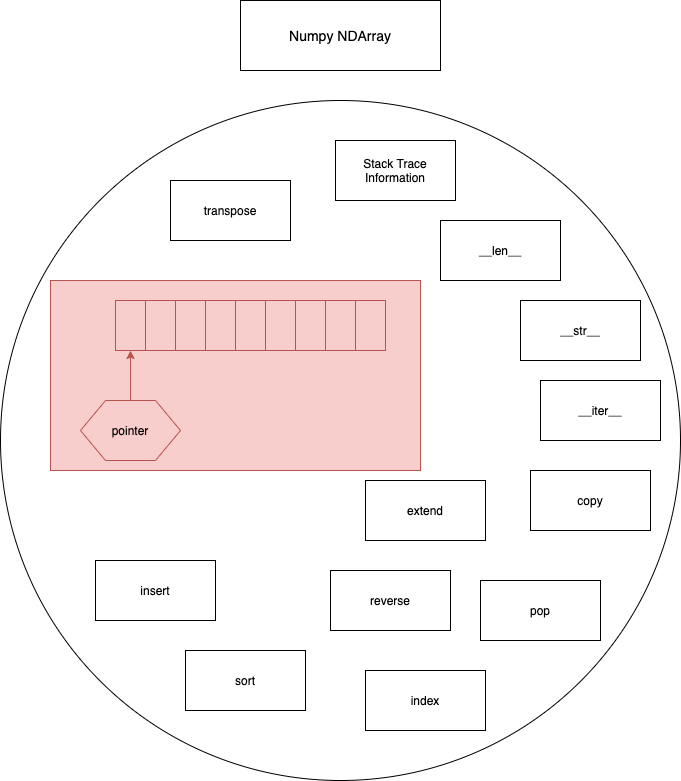 Numpy NDArray
Stack Trace
Information
transpose
__len__
__str__
__iter__
pointer
copy
extend
insert
reverse
pop
sort
index